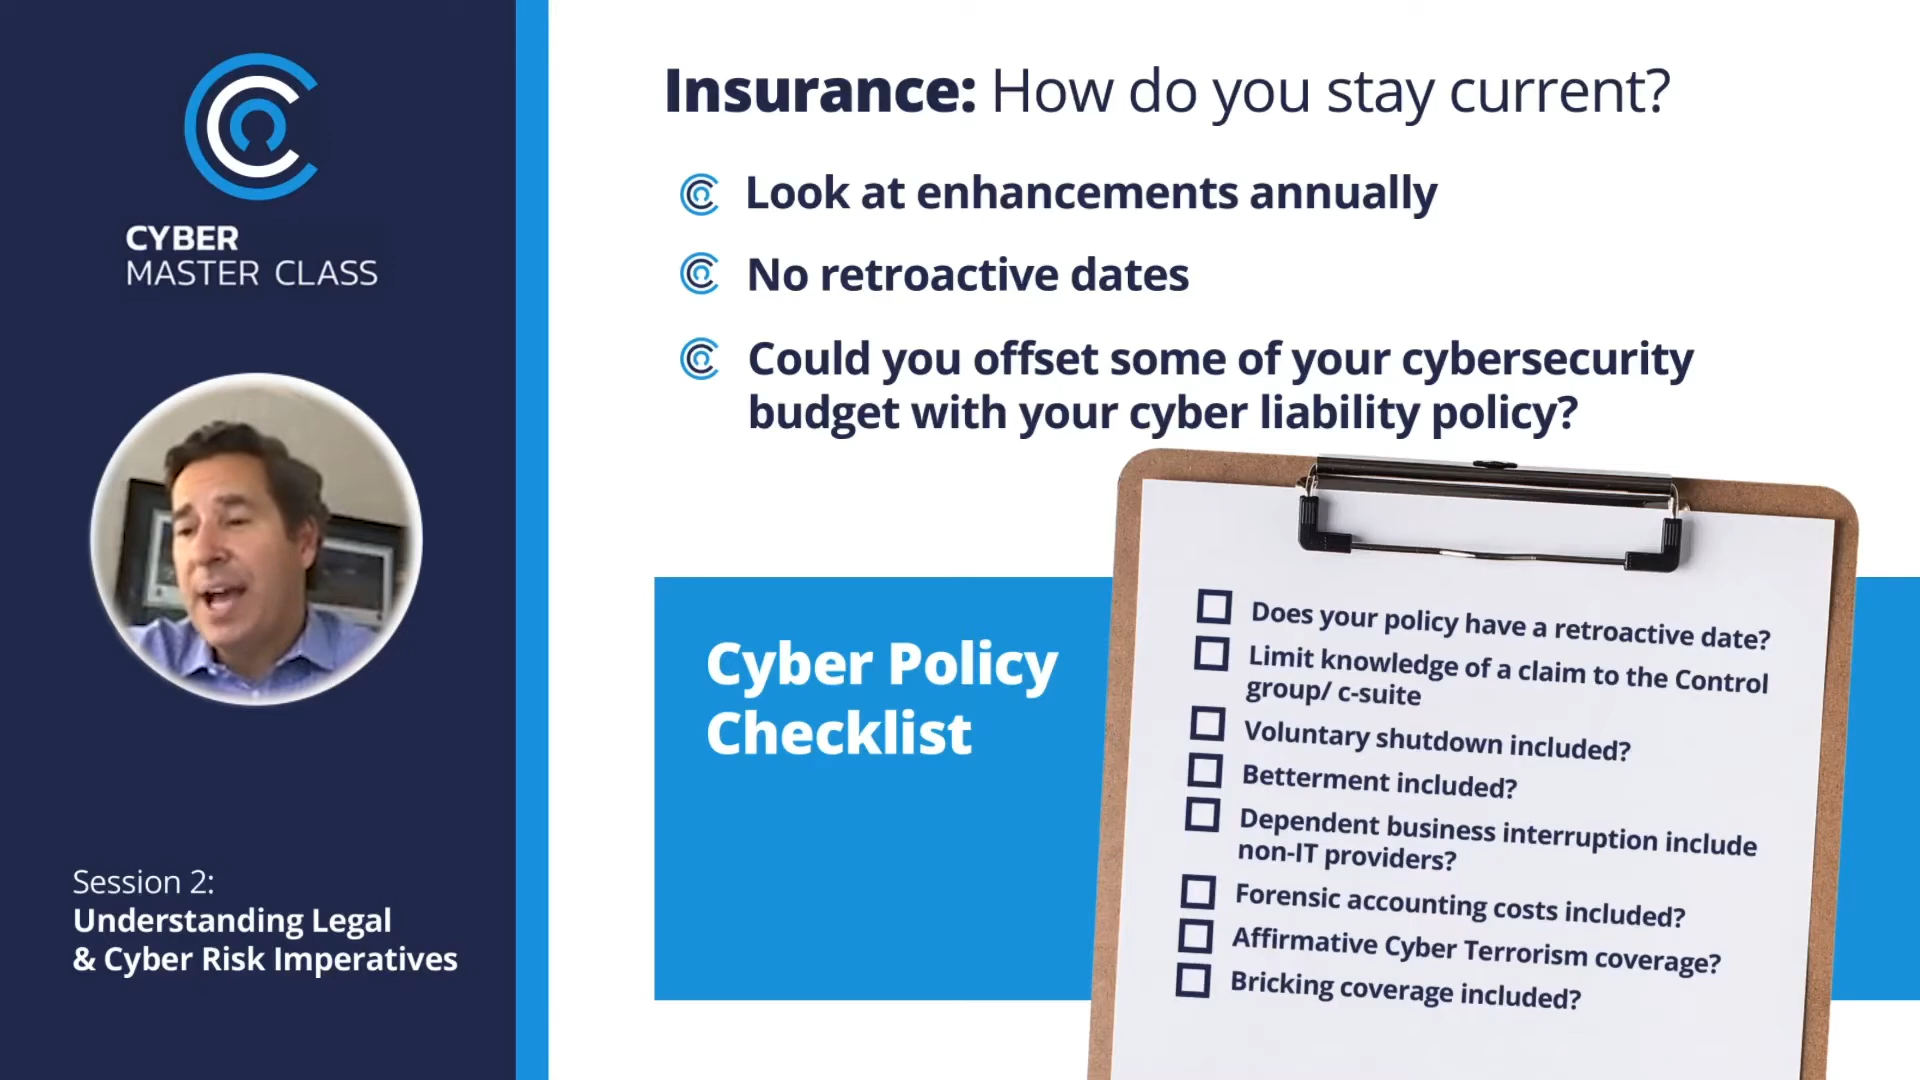 CYBER
MASTER CLASS
Session 2:
Understanding Legal
& Cyber Risk Imperatives
Insurance: How do you stay current?
Look at enhancements annually
No retroactive dates
Could you offset some of your cybersecurity
budget with your cyber liability policy?
Cyber Policy
Checklist
Does your policy have a retroactive date?
Limit knowledge of a claim to the Control
group/ c-suite
Voluntary shutdown included?
Betterment included?
Dependent business interruption include
non-IT providers?
Forensic accounting costs included?
Affirmative Cyber Terrorism coverage?
Bricking coverage included?